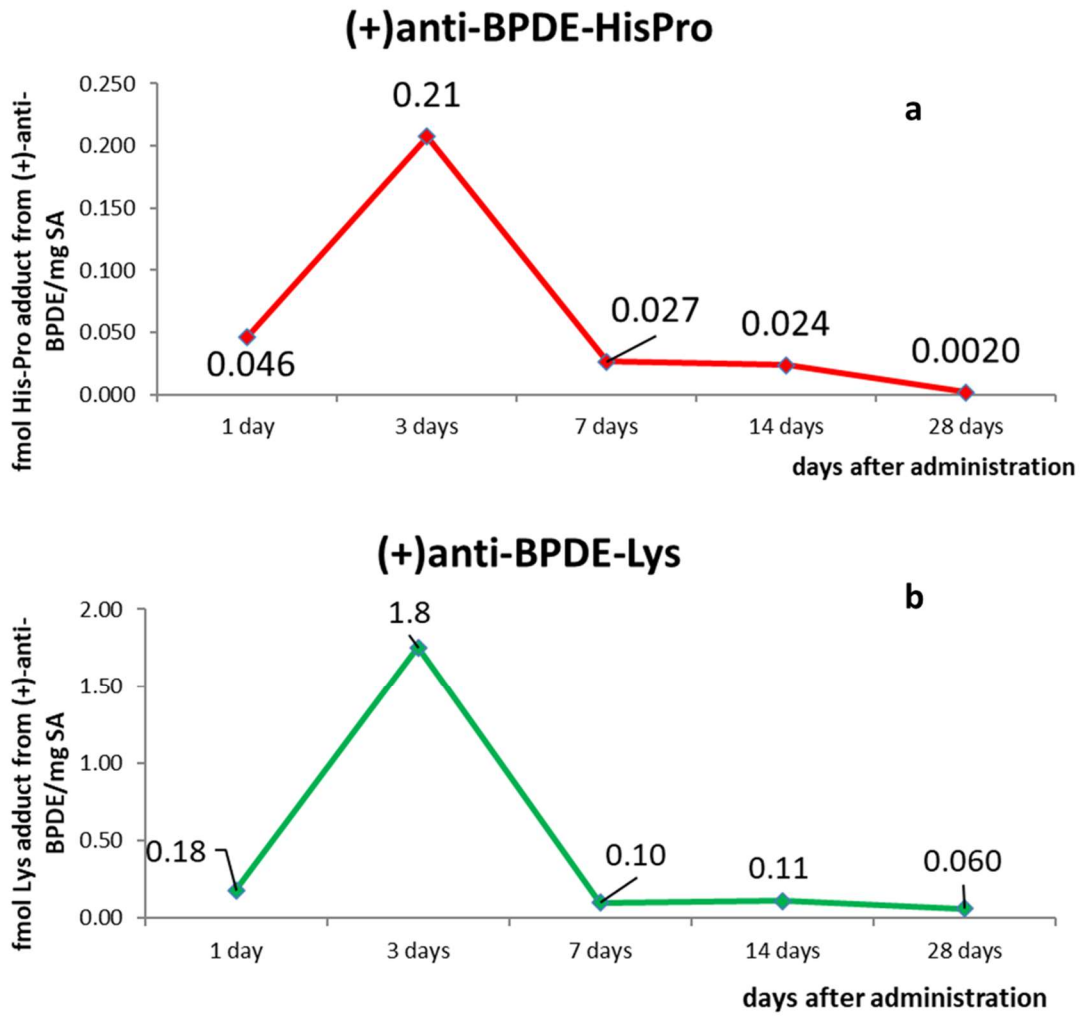 (+)anti-BPDE-HisPro
a
fmol His-Pro adduct from (+)-anti-
BPDE/mg SA
0.250
0.200
0.150
0.100
0.050
0.000
0.046
0.21
0.027
0.024
0.0020
1 day
3 days
7 days
14 days
28 days
days after administration
(+)anti-BPDE-Lys
b
fmol Lys adduct from (+)-anti-
BPDE/mg SA
2.00
1.50
1.00
0.50
0.00
0.18
1.8
0.10
0.11
0.060
1 day
3 days
7 days
14 days
28 days
days after administration